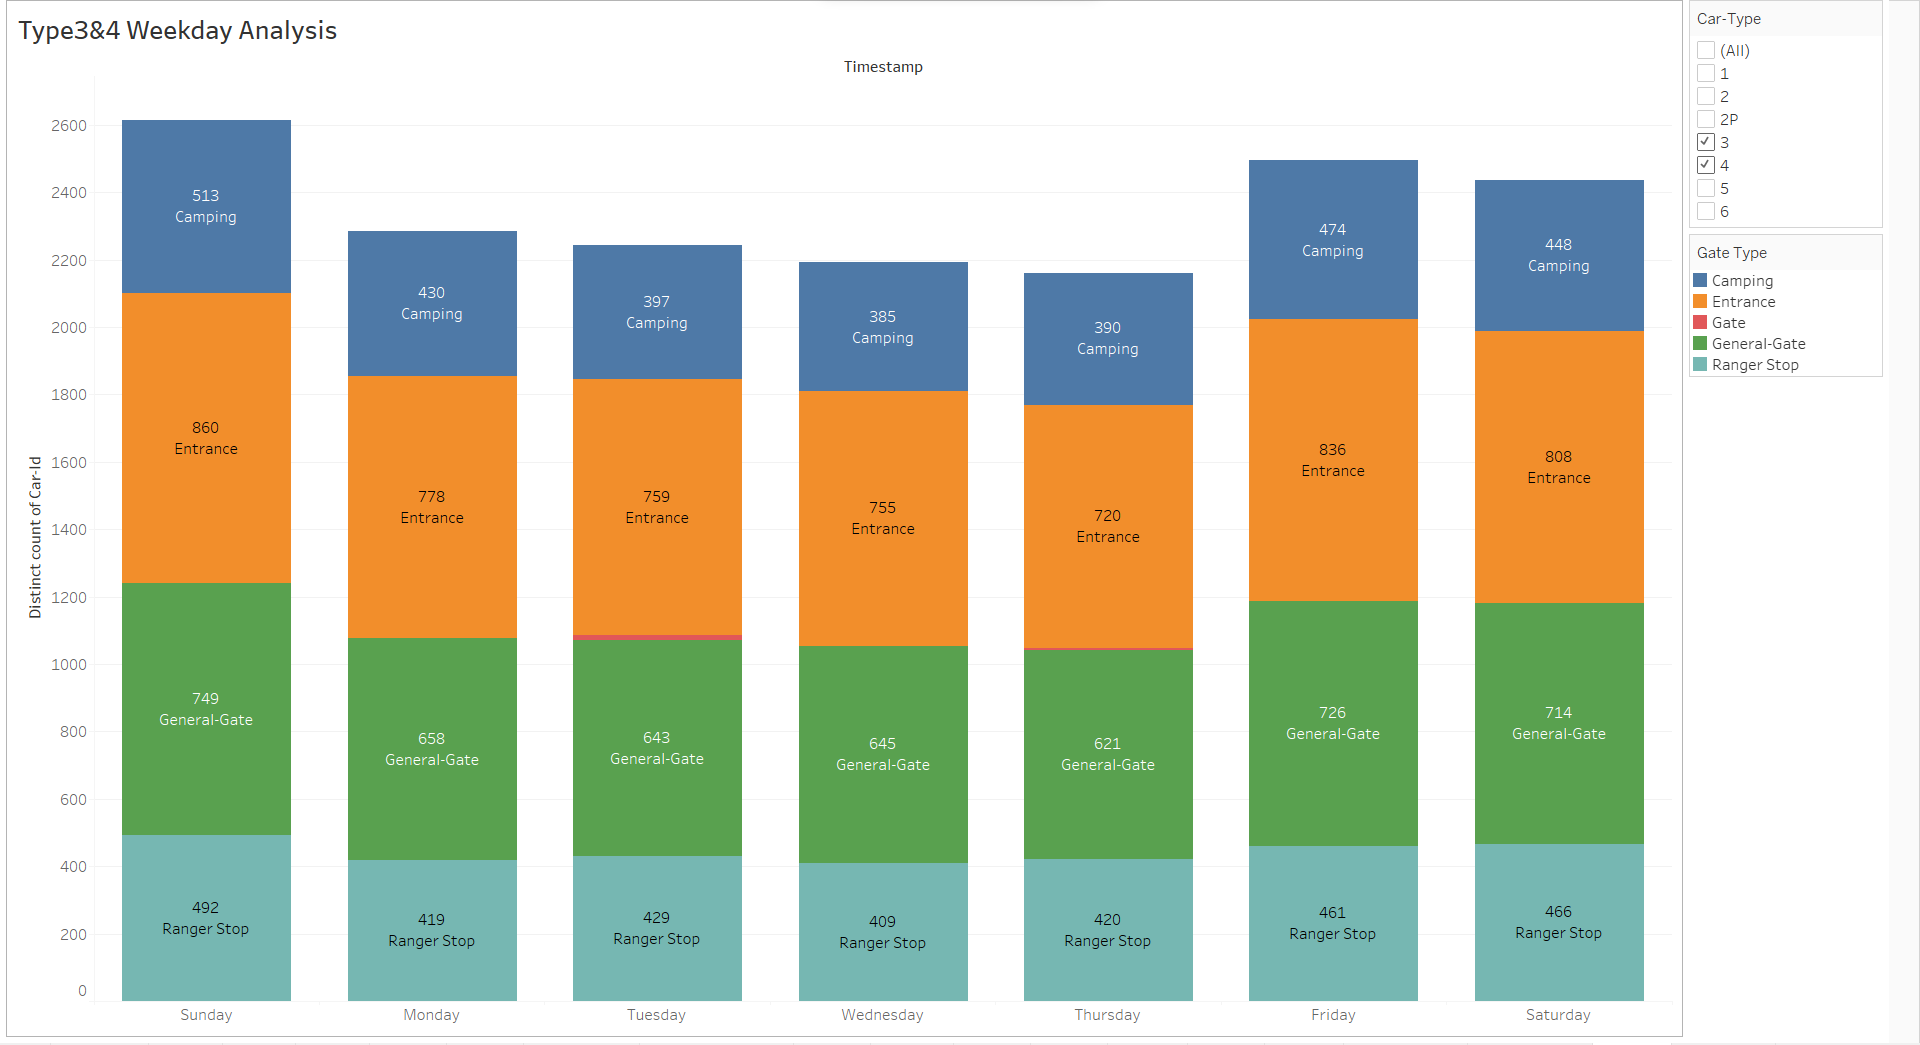 Type3&4 Weekday Analysis
Timestamp
Distinct count of Car-Id
2600
2400
2200
2000
1800
1600
1400
1200
1000
800
600
400
200
0
513
Camping
860
Entrance
749
General-Gate
492
Ranger Stop
Sunday
430
Camping
778
Entrance
658
General-Gate
419
Ranger Stop
Monday
397
Camping
759
Entrance
643
General-Gate
429
Ranger Stop
Tuesday
385
Camping
755
Entrance
645
General-Gate
409
Ranger Stop
Wednesday
390
Camping
720
Entrance
621
General-Gate
420
Ranger Stop
Thursday
474
Camping
836
Entrance
726
General-Gate
461
Ranger Stop
Friday
448
Camping
808
Entrance
714
General-Gate
466
Ranger Stop
Saturday
Car-Type
(All)
1
2
2P
3
4
5
6
Gate Type
Camping
Entrance
Gate
General-Gate
Ranger Stop